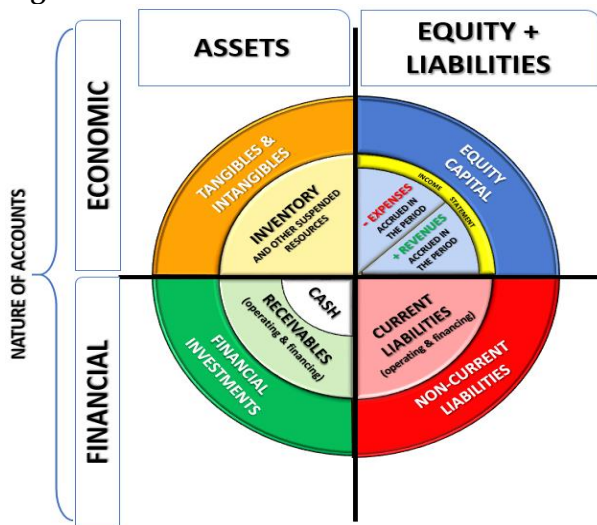 ASSETS
EQUITY +
LIABILITIES
NATURE OF ACCOUNTS
ECONOMIC
FINANCIAL
TANGIBLES &
INTANGIBLES
INVENTORY
AND OTHER SUSPENDED
RESOURCES
EQUITY
CAPITAL
INCOME STATEMENT
- EXPENSES
ACCRUED IN
THE PERIOD
+ REVENUES
ACCRUED IN
THE PERIOD
CASH
RECEIVABLES
(operating & financing)
FINANCIAL
INVESTMENTS
CURRENT
LIABILITIES
(operating & financing)
NON-CURRENT
LIABILITIES